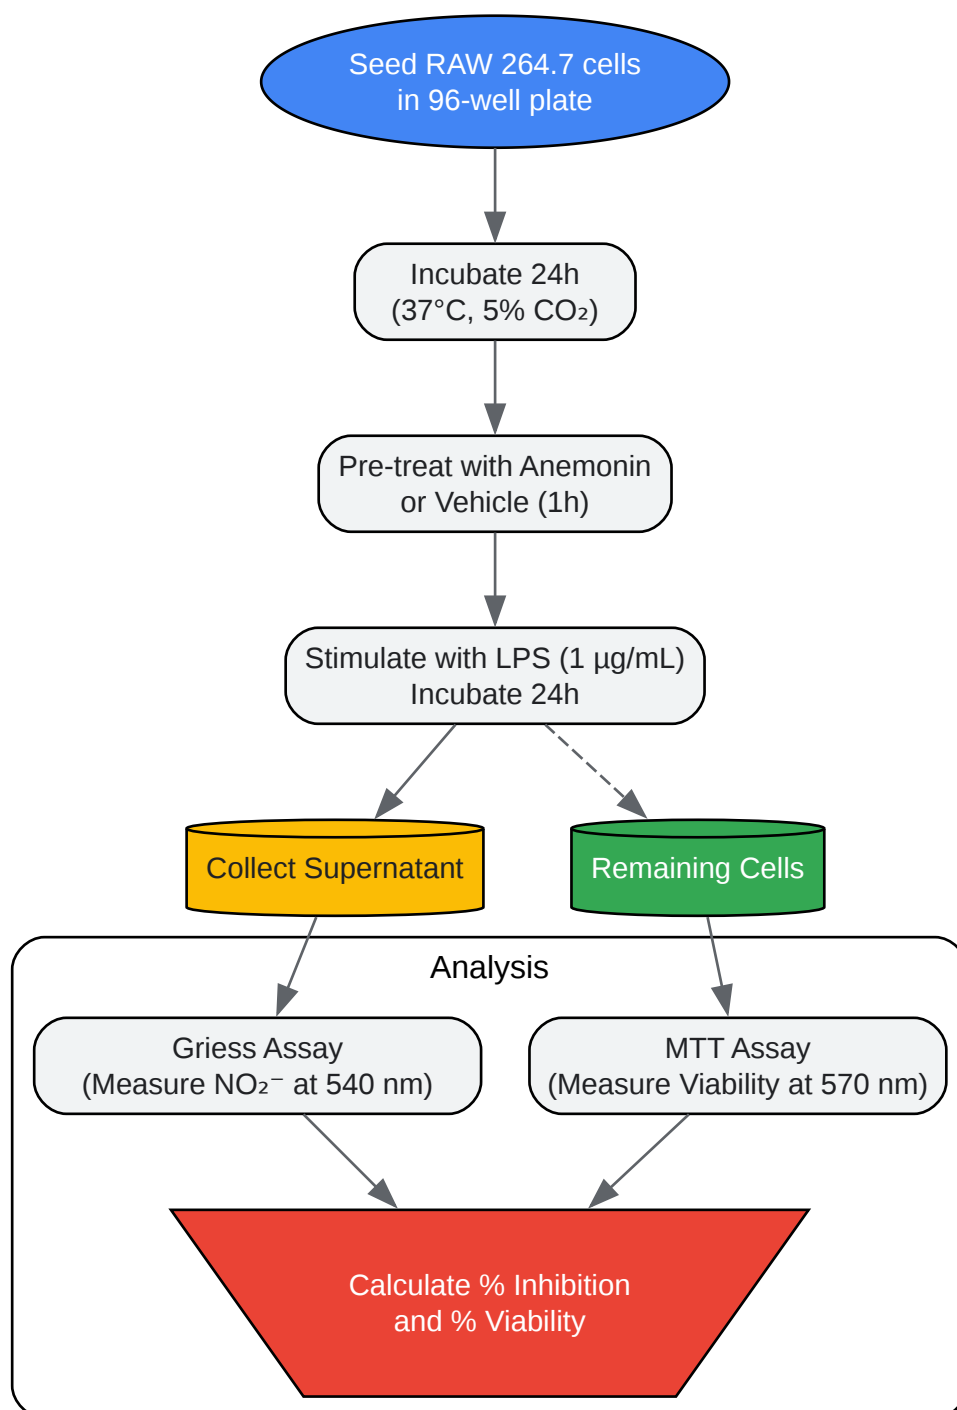 Seed RAW 264.7 cells
in 96-well plate
Incubate 24h
(37°C, 5% CO₂)
Pre-treat with Anemonin
or Vehicle (1h)
Stimulate with LPS (1 µg/mL)
Incubate 24h
Collect Supernatant
Remaining Cells
Analysis
Griess Assay
(Measure NO₂⁻ at 540 nm)
MTT Assay
(Measure Viability at 570 nm)
Calculate % Inhibition
and % Viability